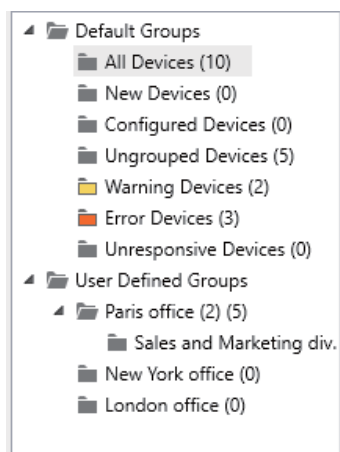 Default Groups
All Devices (10)
New Devices (0)
Configured Devices (0)
Ungrouped Devices (5)
Warning Devices (2)
Error Devices (3)
Unresponsive Devices (0)
User Defined Groups
Paris office (2) (5)
Sales and Marketing div.
New York office (0)
London office (0)